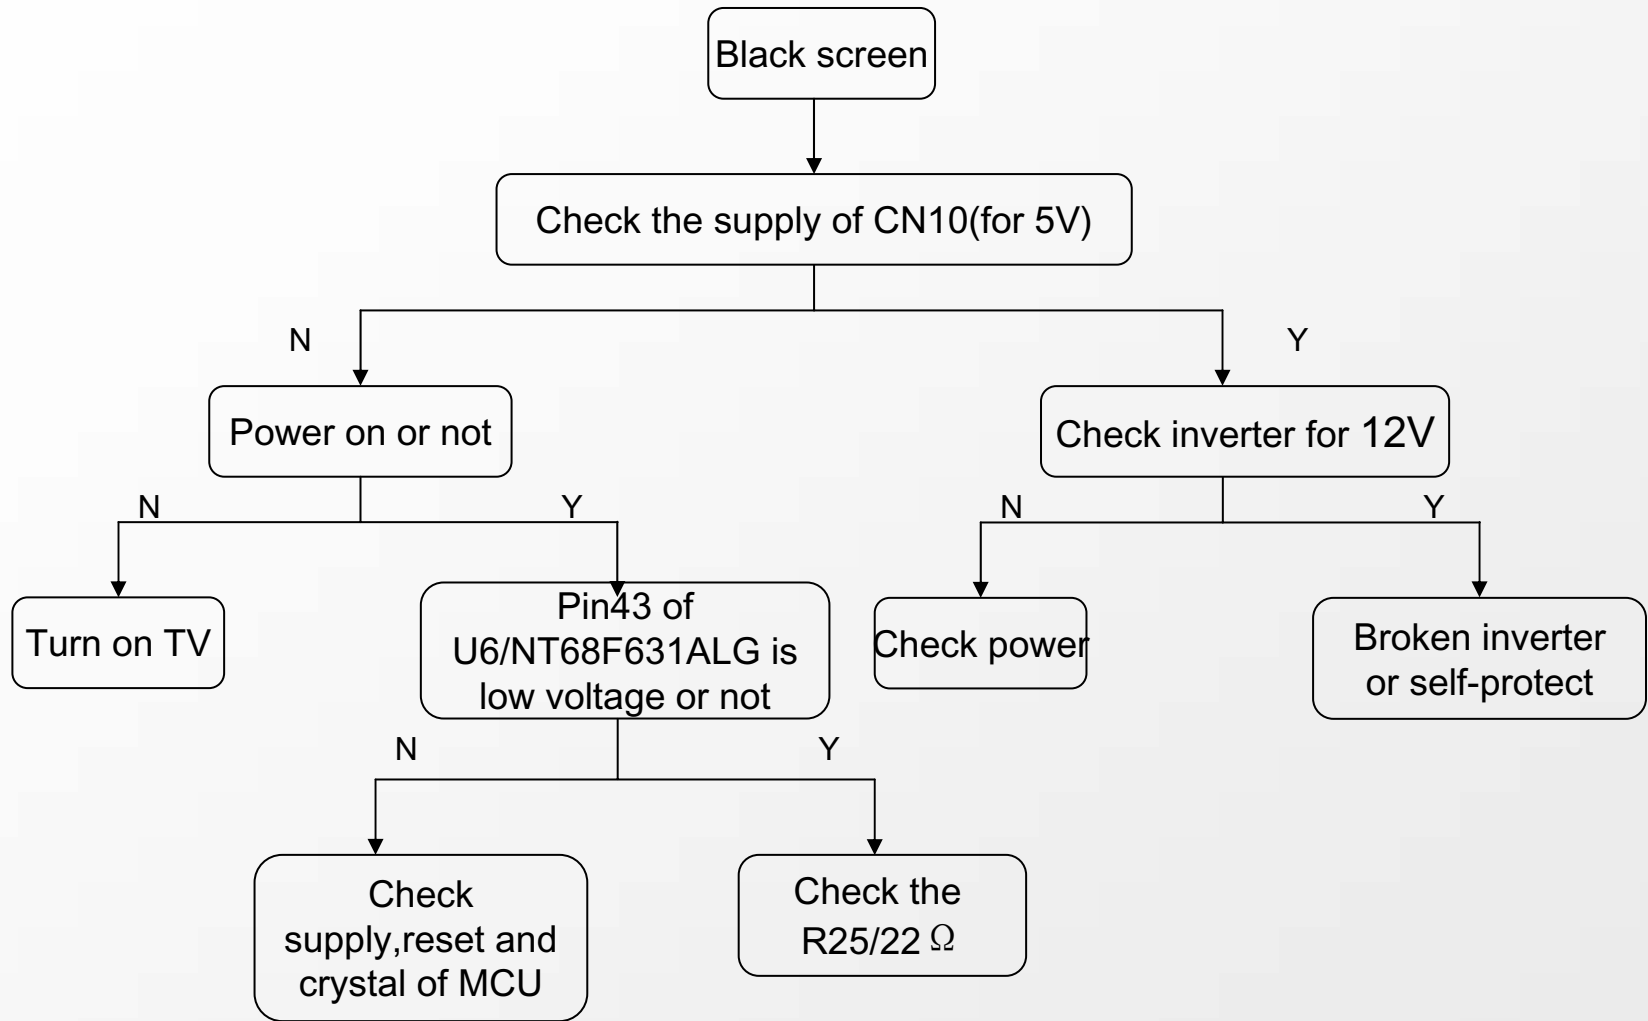 Black screen
Check the supply of CN10(for 5V)
N
Y
Power on or not
Check inverter for 12V
N
Y
N
Y
Turn on TV
Pin43 of
U6/NT68F631ALG is
low voltage or not
Check power
Broken inverter
or self-protect
N
Y
Check
supply,reset and
crystal of MCU
Check the
R25/22 Ω